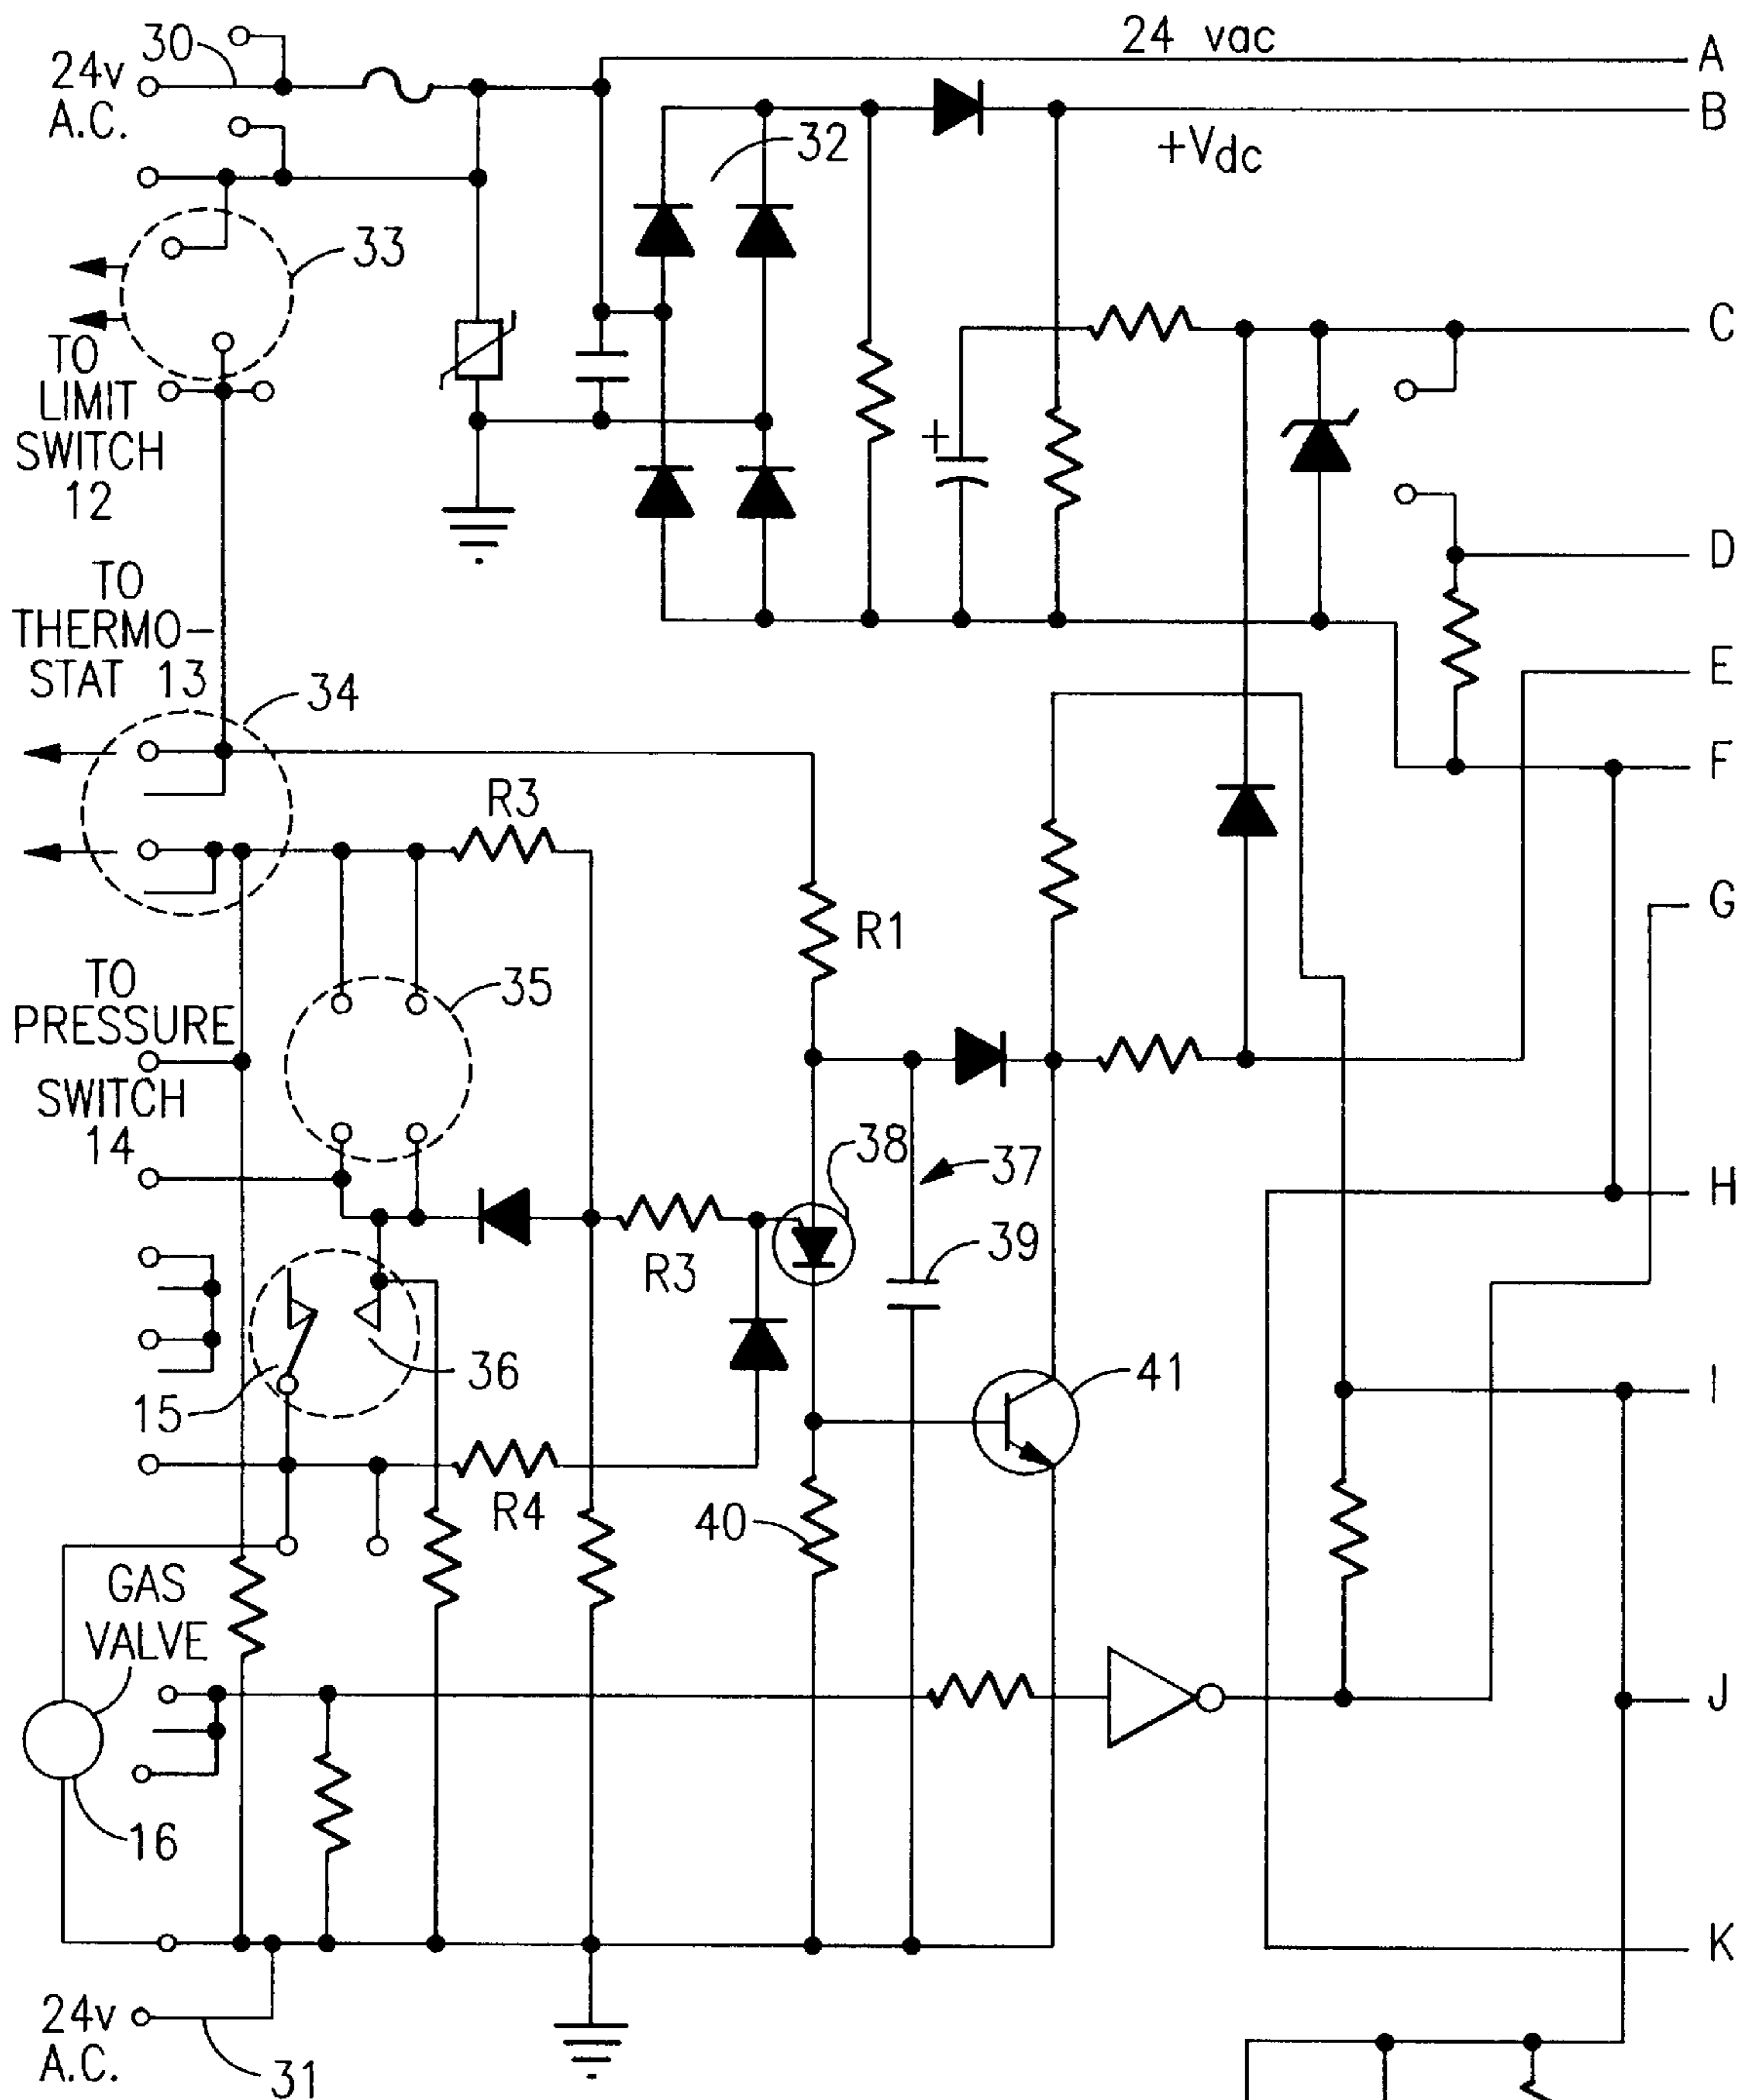 24 vac
A
30
24v
A.C.
B
+Vdc
32
33
C
TO
LIMIT
SWITCH
12
D
TO
THERMO-
STAT 13
E
34
F
R3
G
R1
TO
PRESSURE
SWITCH
14
35
38
37
H
R3
39
36
15
41
I
R4
40
GAS
VALVE
J
16
K
24v
A.C.
31